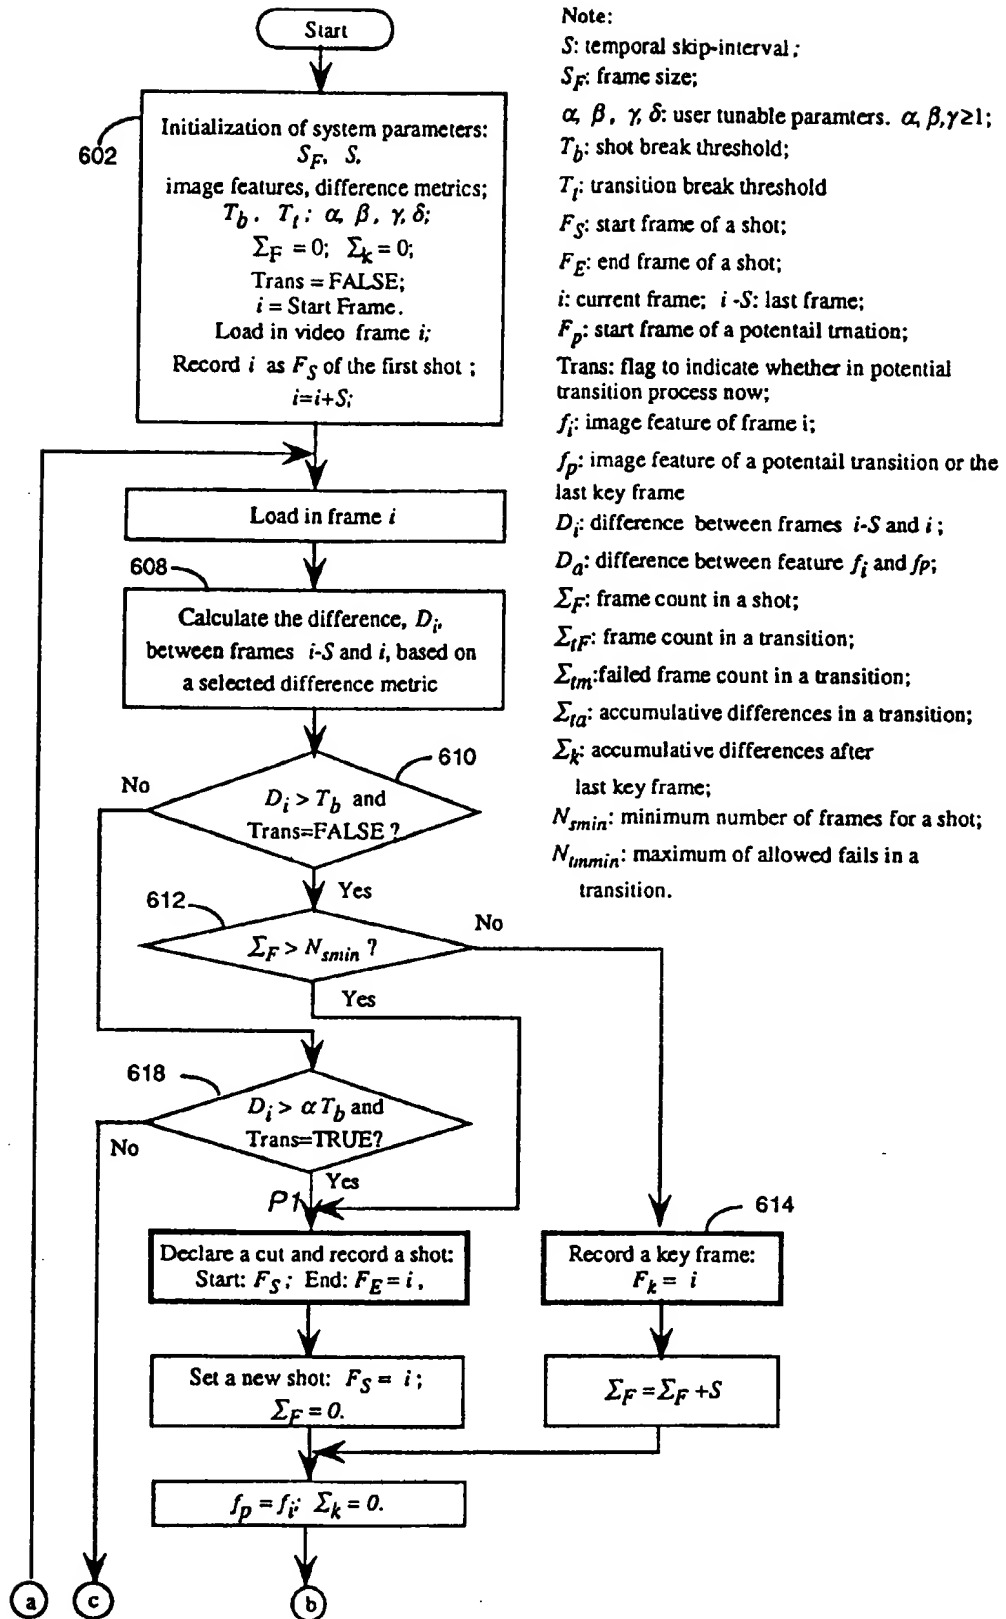 Start
602
Initialization of system parameters:
S_F, S,
image features, difference metrics;
T_b, T_t; α, β, γ, δ;
Σ_F = 0; Σ_k = 0;
Trans = FALSE;
i = Start Frame.
Load in video frame i;
Record i as F_S of the first shot ;
i=i+S;
Load in frame i
608
Calculate the difference, D_i,
between frames i-S and i, based on
a selected difference metric
610
No
D_i > T_b and
Trans=FALSE ?
Yes
612
No
Σ_F > N_smin ?
Yes
618
D_i > α T_b and
Trans=TRUE?
No
Yes
P1
614
Declare a cut and record a shot:
Start: F_S ; End: F_E = i ,
Record a key frame:
F_k = i
Set a new shot: F_S = i ;
Σ_F = 0.
Σ_F = Σ_F +S
f_p = f_i; Σ_k = 0.
a
c
b
Note:
S: temporal skip-interval ;
S_F: frame size;
α, β , γ, δ: user tunable paramters. α, β,γ≥1;
T_b: shot break threshold;
T_t: transition break threshold
F_S: start frame of a shot;
F_E: end frame of a shot;
i: current frame; i -S: last frame;
F_p: start frame of a potentail trnation;
Trans: flag to indicate whether in potential
transition process now;
f_i: image feature of frame i;
f_p: image feature of a potentail transition or the
last key frame
D_i: difference between frames i-S and i ;
D_a: difference between feature f_i and fp;
Σ_F: frame count in a shot;
Σ_tF: frame count in a transition;
Σ_tm:failed frame count in a transition;
Σ_ta: accumulative differences in a transition;
Σ_k: accumulative differences after
last key frame;
N_smin: minimum number of frames for a shot;
N_tmmin: maximum of allowed fails in a
transition.